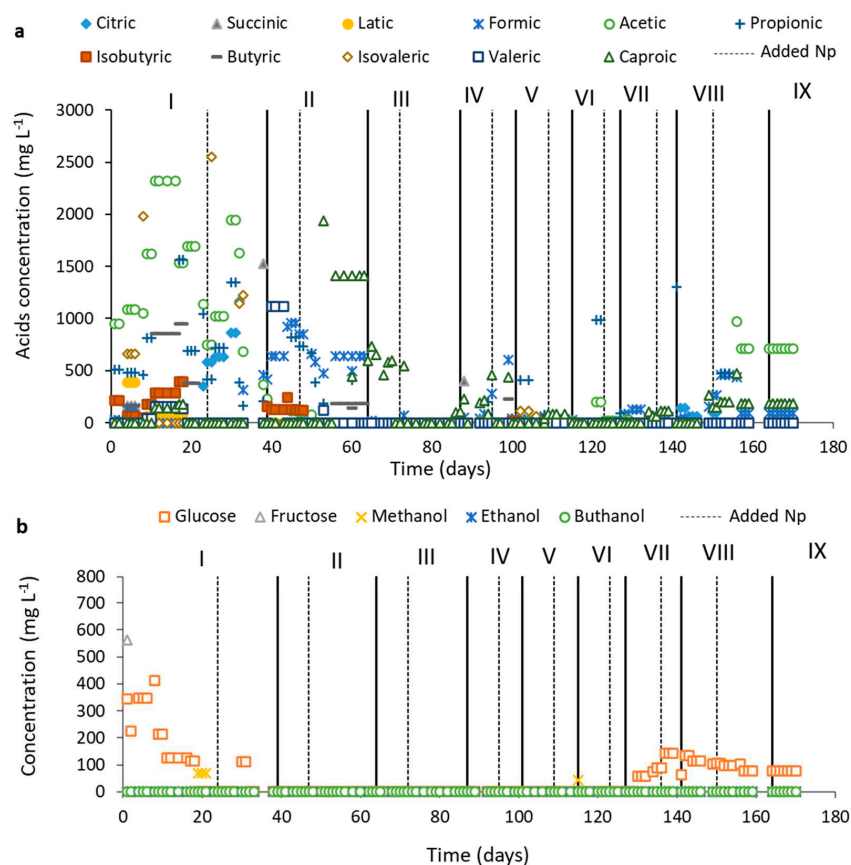 a
Citric Succinic Latic Formic Acetic Propionic
Isobutyric Butyric Isovaleric Valeric Caproic Added Np
I II III IV V VI VII VIII IX
Acids concentration (mg L-1)
3000
2500
2000
1500
1000
500
0
0 20 40 60 80 100 120 140 160 180
Time (days)
b
Glucose Fructose Methanol Ethanol Buthanol Added Np
I II III IV V VI VII VIII IX
Concentration (mg L-1)
800
700
600
500
400
300
200
100
0
0 20 40 60 80 100 120 140 160 180
Time (days)